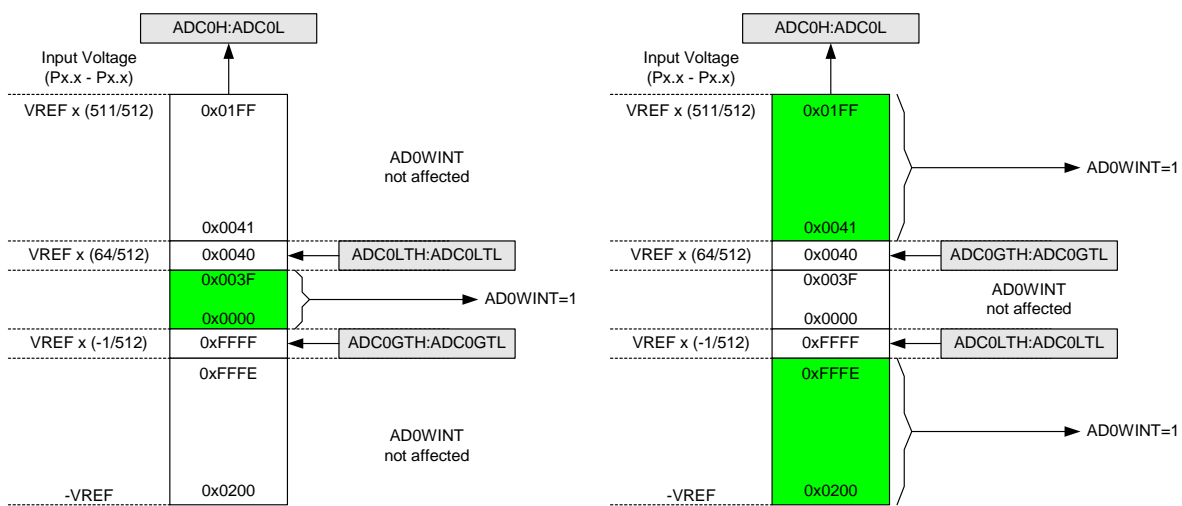 ADC0H:ADC0L
Input Voltage
(Px.x - Px.x)
VREF x (511/512)
0x01FF
AD0WINT
not affected
0x0041
VREF x (64/512)
0x0040
ADC0LTH:ADC0LTL
0x003F
AD0WINT=1
0x0000
VREF x (-1/512)
0xFFFF
ADC0GTH:ADC0GTL
0xFFFE
AD0WINT
not affected
-VREF
0x0200
ADC0H:ADC0L
Input Voltage
(Px.x - Px.x)
VREF x (511/512)
0x01FF
AD0WINT=1
0x0041
VREF x (64/512)
0x0040
ADC0GTH:ADC0GTL
0x003F
AD0WINT
not affected
0x0000
VREF x (-1/512)
0xFFFF
ADC0LTH:ADC0LTL
0xFFFE
AD0WINT=1
-VREF
0x0200